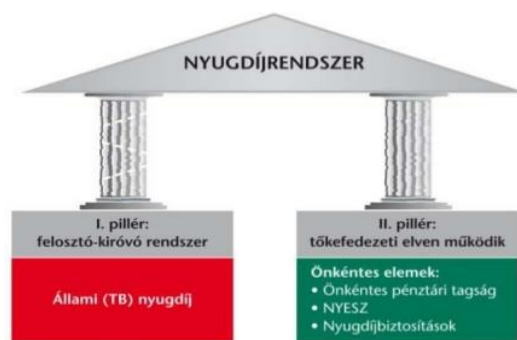 NYUGDÍJRENDSZER
I. pillér:
felosztó-kiróvó rendszer
Állami (TB) nyugdíj
II. pillér:
tőkefedezeti elven működik
Önkéntes elemek:
• Önkéntes pénztári tagság
• NYESZ
• Nyugdíjbiztosítások